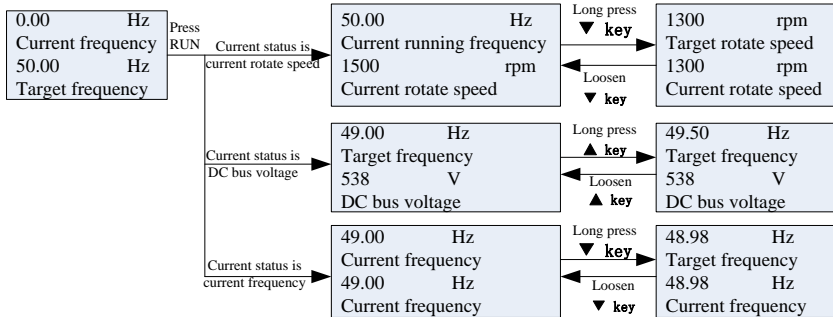 0.00 Hz
Current frequency
50.00 Hz
Target frequency
Press
RUN
Current status is
current rotate speed
50.00 Hz
Current running frequency
1500 rpm
Current rotate speed
Long press
▼ key
Loosen
▼ key
1300 rpm
Target rotate speed
1300 rpm
Current rotate speed
Current status is
DC bus voltage
49.00 Hz
Target frequency
538 V
DC bus voltage
Long press
▲ key
Loosen
▲ key
49.50 Hz
Target frequency
538 V
DC bus voltage
Current status is
current frequency
49.00 Hz
Current frequency
49.00 Hz
Current frequency
Long press
▼ key
Loosen
▼ key
48.98 Hz
Target frequency
48.98 Hz
Current frequency